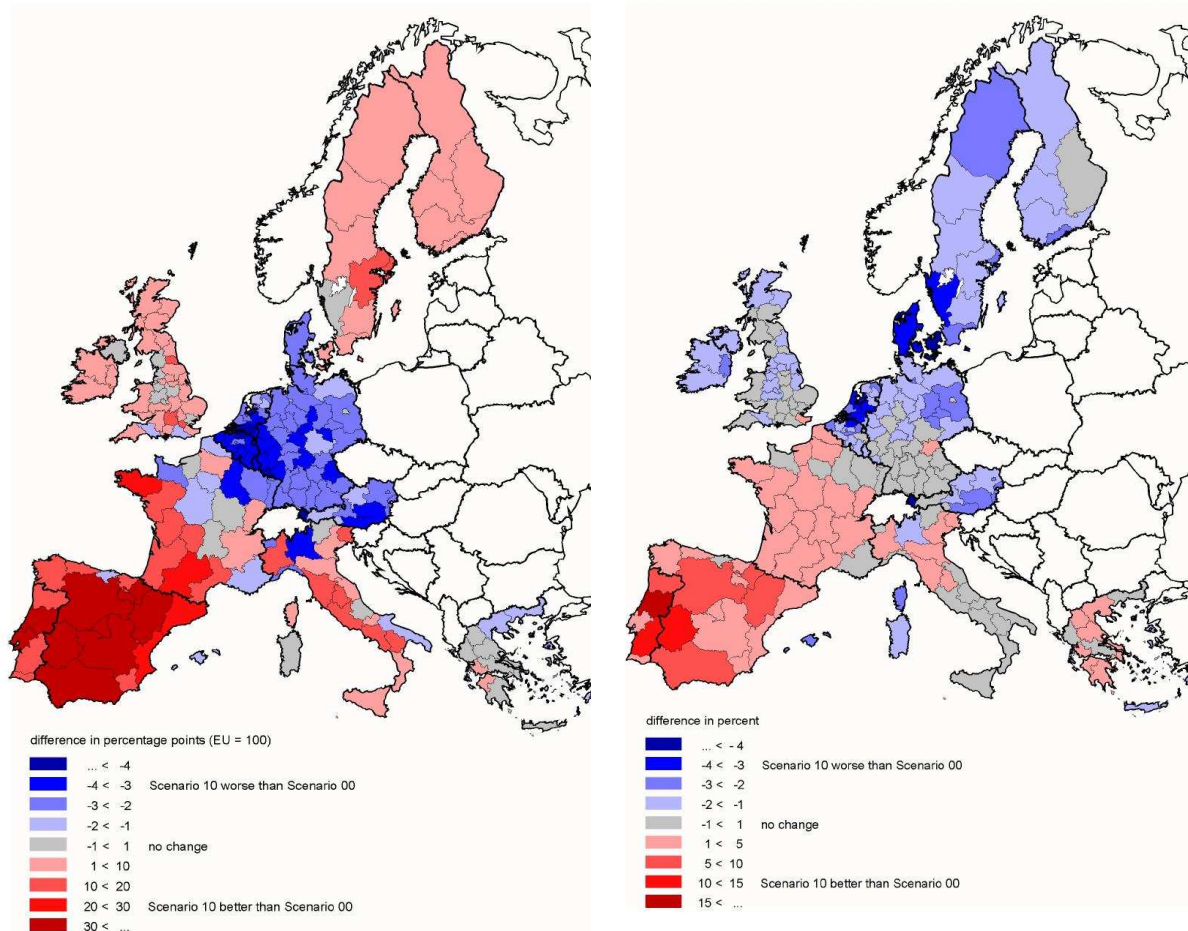 difference in percentage points (EU = 100)
... < -4
-4 < -3 Scenario 10 worse than Scenario 00
-3 < -2
-2 < -1
-1 < 1 no change
1 < 10
10 < 20
20 < 30 Scenario 10 better than Scenario 00
30 < ...
difference in percent
... < -4
-4 < -3 Scenario 10 worse than Scenario 00
-3 < -2
-2 < -1
-1 < 1 no change
1 < 5
5 < 10
10 < 15 Scenario 10 better than Scenario 00
15 < ...